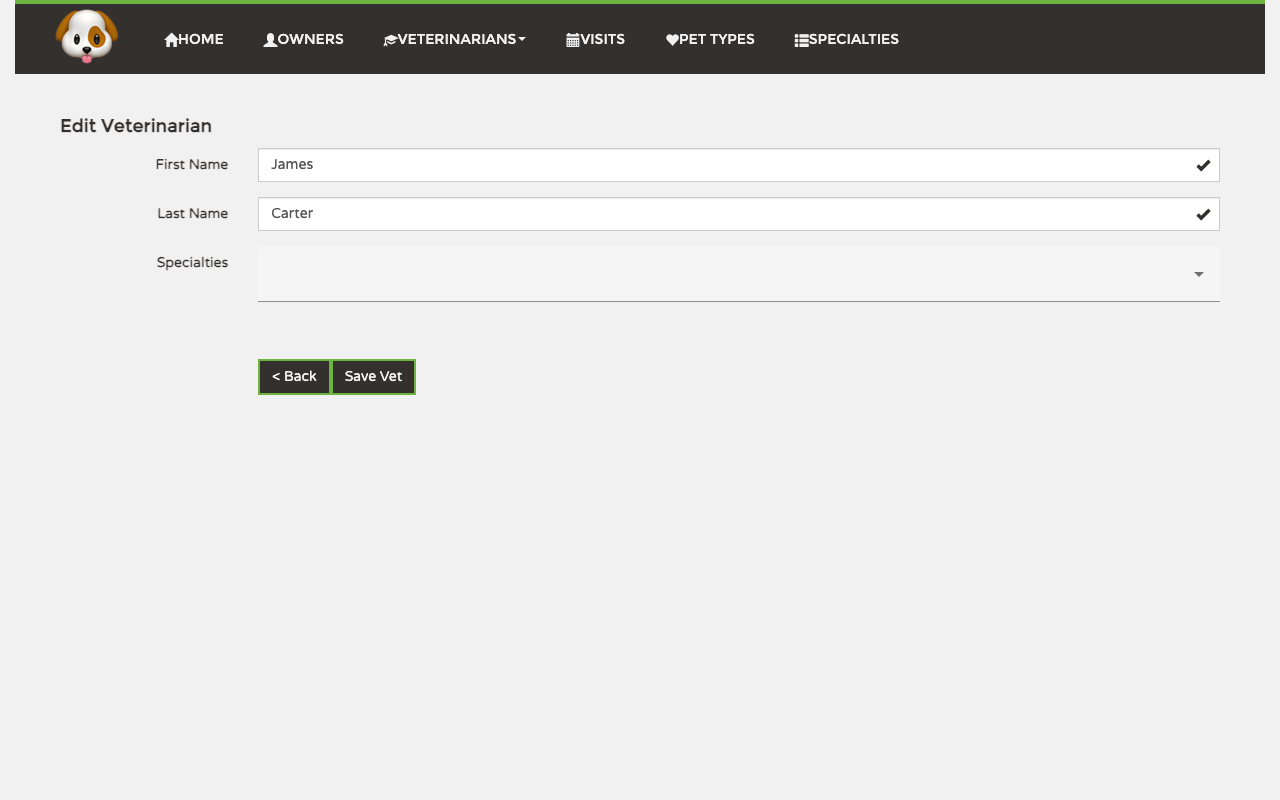 HOME OWNERS VETERINARIANS VISITS PET TYPES SPECIALTIES
Edit Veterinarian
First Name James
Last Name Carter
Specialties
< Back Save Vet